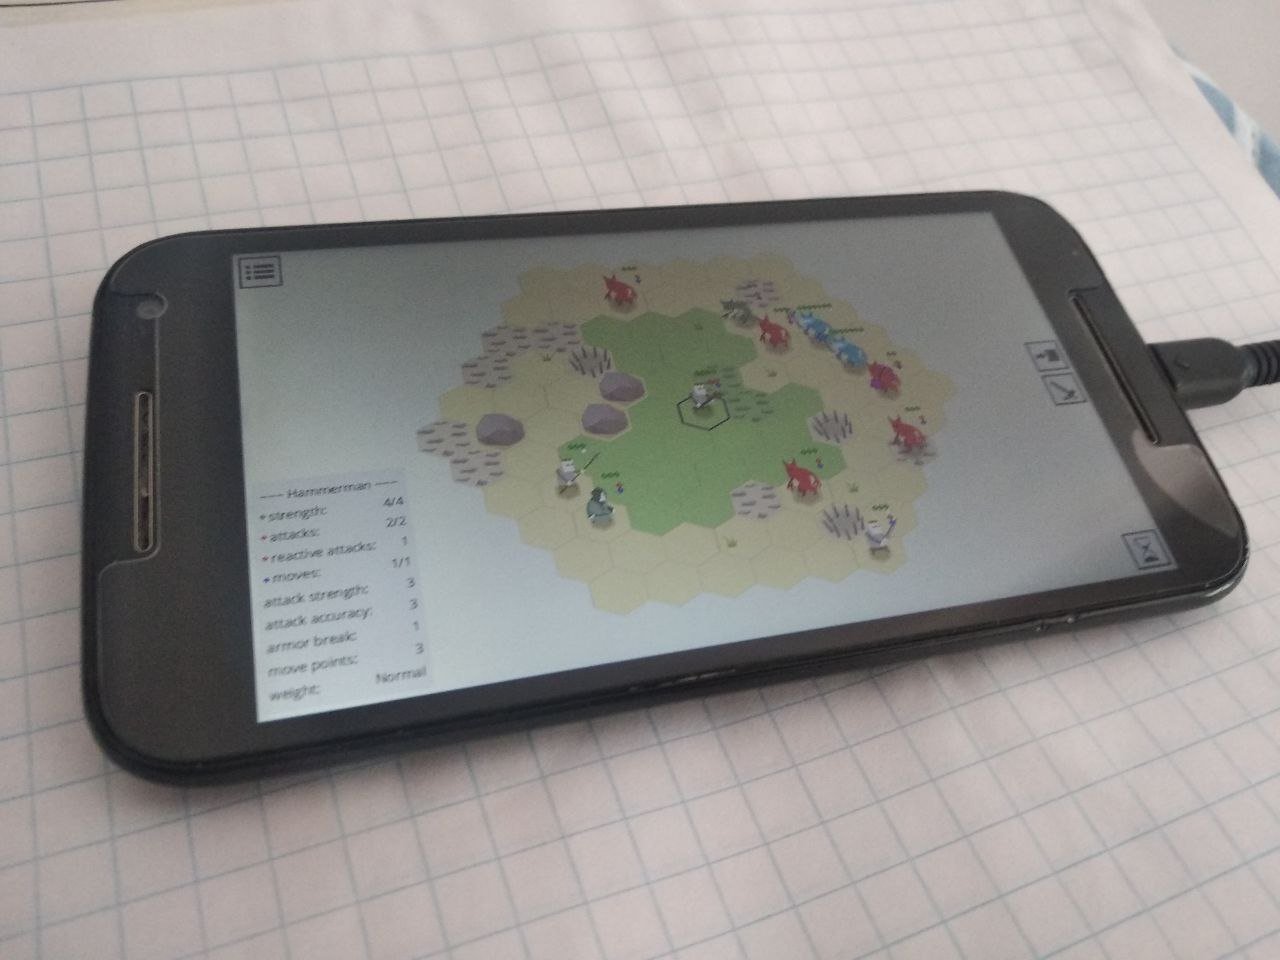 --- Hammerman ---
strength: 4/4
attacks: 2/2
reactive attacks: 1
moves: 1/1
attack strength: 3
attack accuracy: 3
armor break: 1
move points: 3
weight: Normal